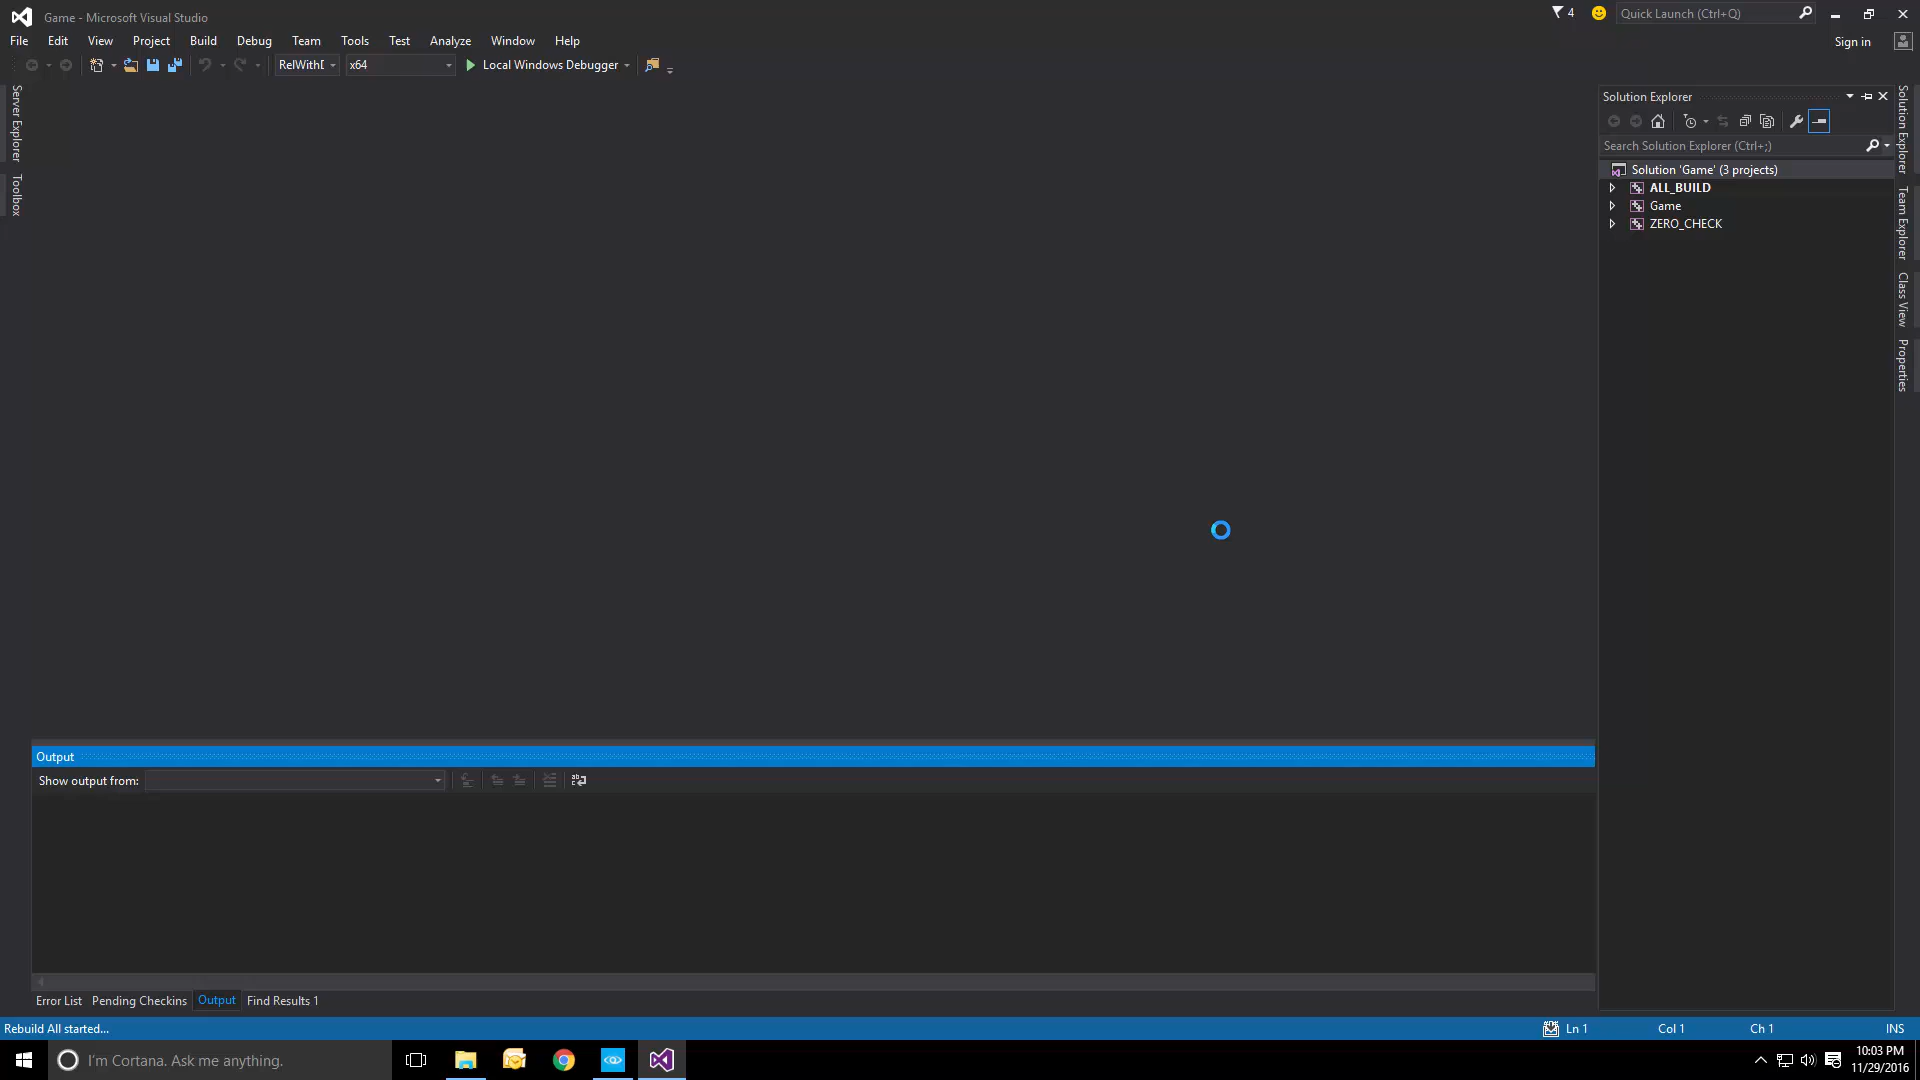 Game - Microsoft Visual Studio
4
Quick Launch (Ctrl+Q)
File Edit View Project Build Debug Team Tools Test Analyze Window Help
Sign in
RelWithD x64 Local Windows Debugger
Server Explorer
Toolbox
Solution Explorer
Search Solution Explorer (Ctrl+;)
Solution 'Game' (3 projects)
ALL_BUILD
Game
ZERO_CHECK
Solution Explorer
Team Explorer
Class View
Properties
Output
Show output from:
Error List Pending Checkins Output Find Results 1
Rebuild All started...
Ln 1 Col 1 Ch 1 INS
I'm Cortana. Ask me anything.
10:03 PM
11/29/2016